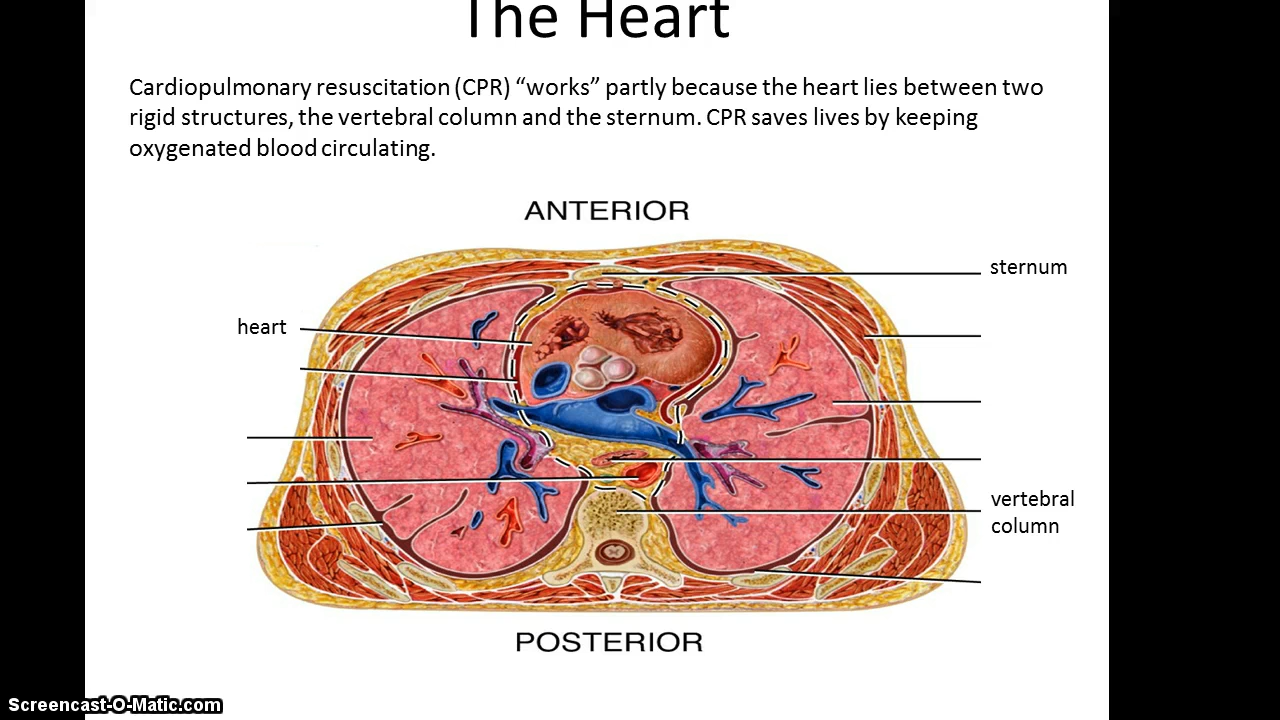 The Heart
Cardiopulmonary resuscitation (CPR) “works” partly because the heart lies between two
rigid structures, the vertebral column and the sternum. CPR saves lives by keeping
oxygenated blood circulating.
ANTERIOR
sternum
heart
vertebral
column
POSTERIOR
Screencast-O-Matic.com